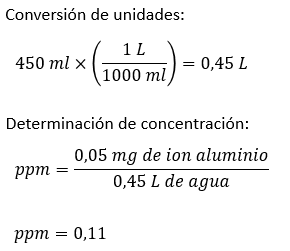 Conversión de unidades:
450 ml × (1 L / 1000 ml) = 0,45 L
Determinación de concentración:
ppm = 0,05 mg de ion aluminio / 0,45 L de agua
ppm = 0,11